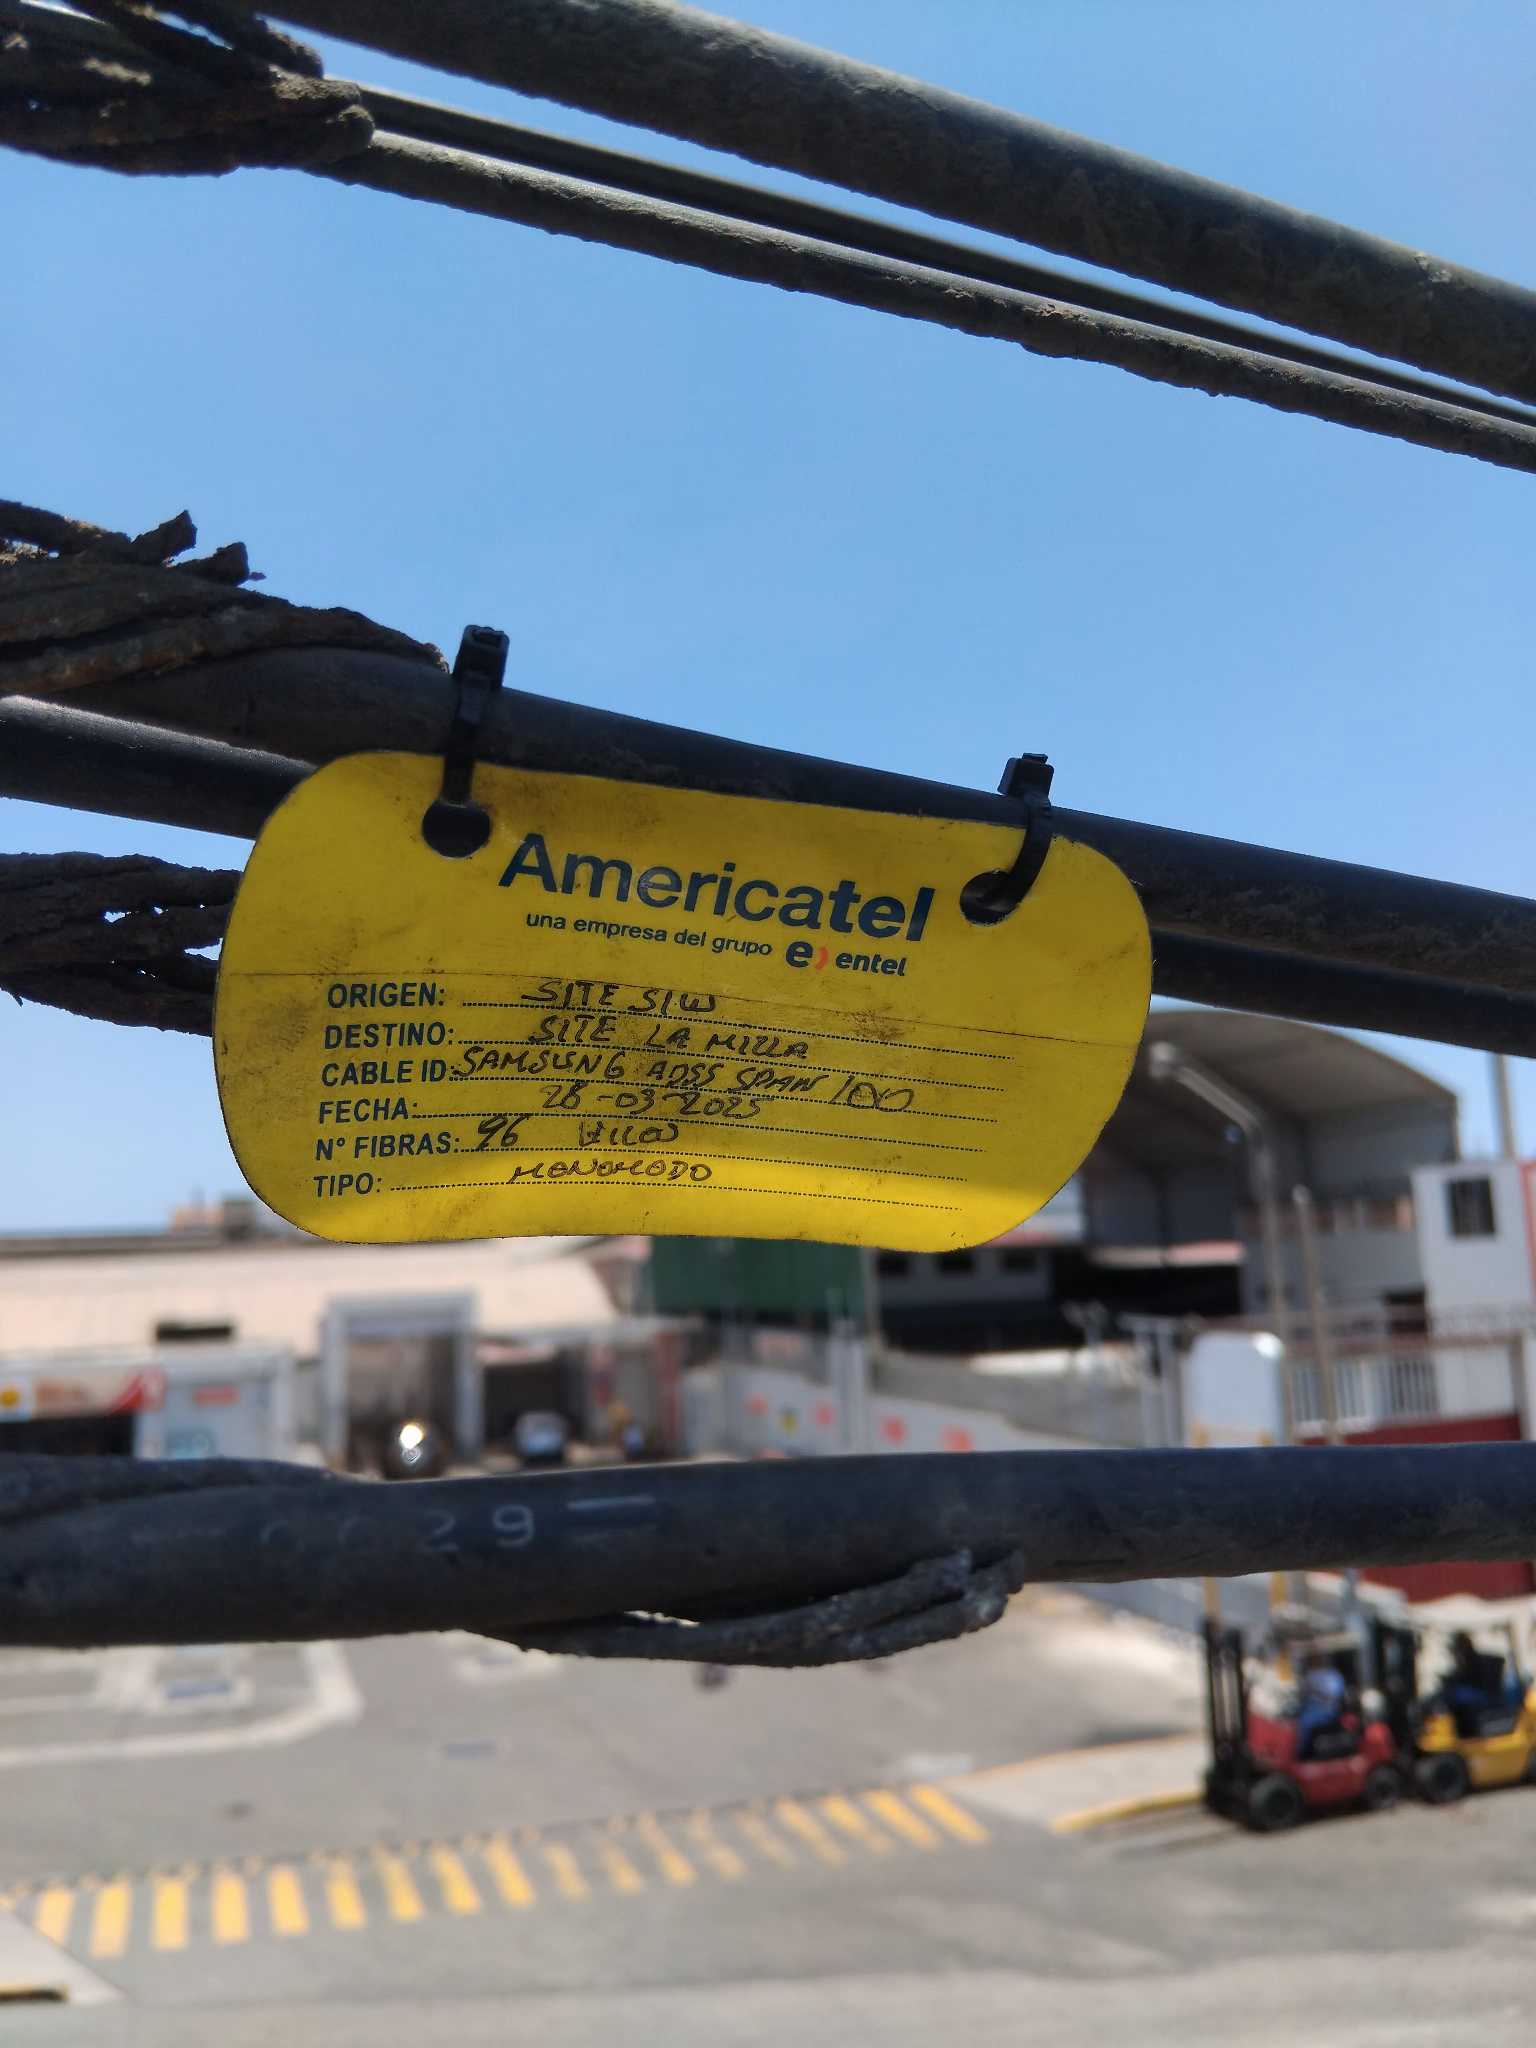 Americatel
una empresa del grupo e) entel
ORIGEN: SITE SIW
DESTINO: SITE LA MILLA
CABLE ID: SAMSUNG ADSS SPAN 100
FECHA: 28-03-2025
N° FIBRAS: 96 HILOS
TIPO: MONOMODO
29